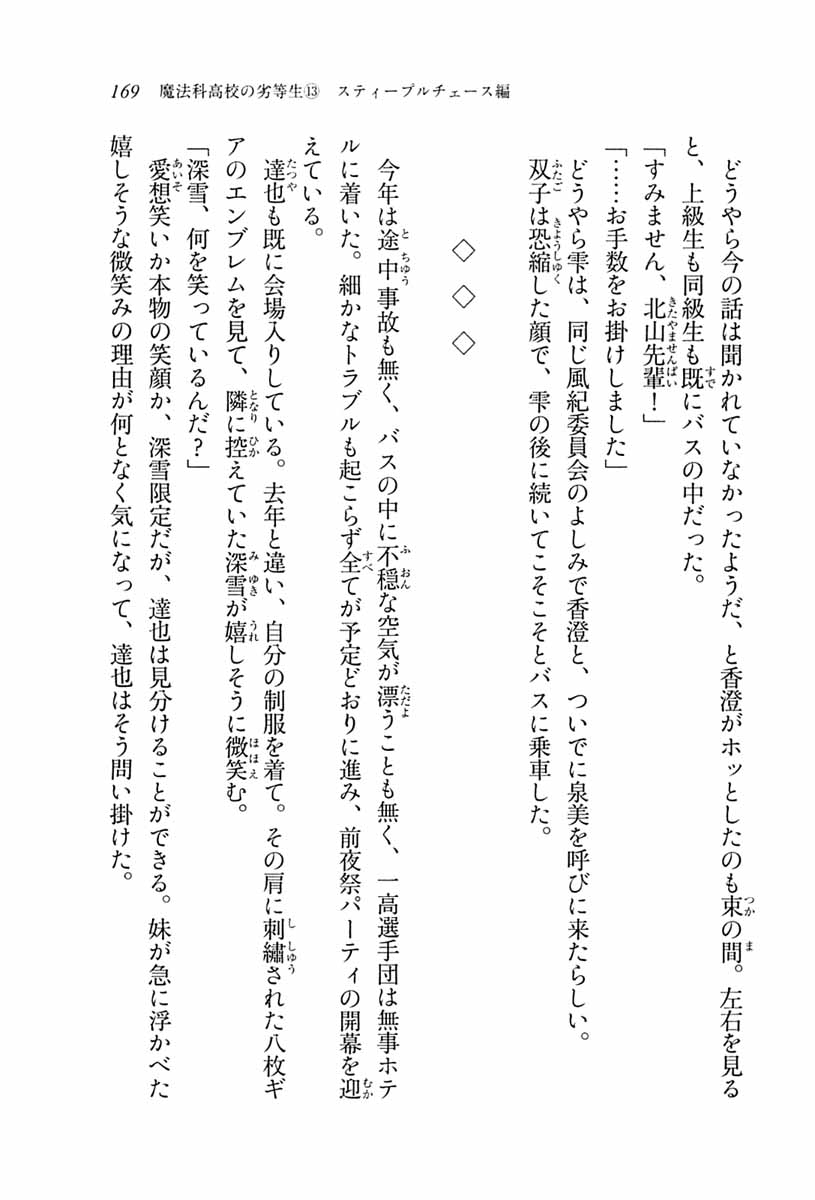 169 魔法科高校の劣等生⑬ スティープルチェース編
どうやら今の話は聞かれていなかったようだ、と香澄がホッとしたのも束の間。左右を見る
と、上級生も同級生も既にバスの中だった。
「すみません、北山先輩！」
「……お手数をお掛けしました」
どうやら雫は、同じ風紀委員会のよしみで香澄と、ついでに泉美を呼びに来たらしい。
双子は恐縮した顔で、雫の後に続いてこそこそとバスに乗車した。
◇ ◇ ◇
今年は途中事故も無く、バスの中に不穏な空気が漂うことも無く、一高選手団は無事ホテ
ルに着いた。細かなトラブルも起こらず全てが予定どおりに進み、前夜祭パーティの開幕を迎
えている。
達也も既に会場入りしている。去年と違い、自分の制服を着て。その肩に刺繡された八枚ギ
アのエンブレムを見て、隣に控えていた深雪が嬉しそうに微笑む。
「深雪、何を笑っているんだ？」
愛想笑いか本物の笑顔か、深雪限定だが、達也は見分けることができる。妹が急に浮かべた
嬉しそうな微笑みの理由が何となく気になって、達也はそう問い掛けた。